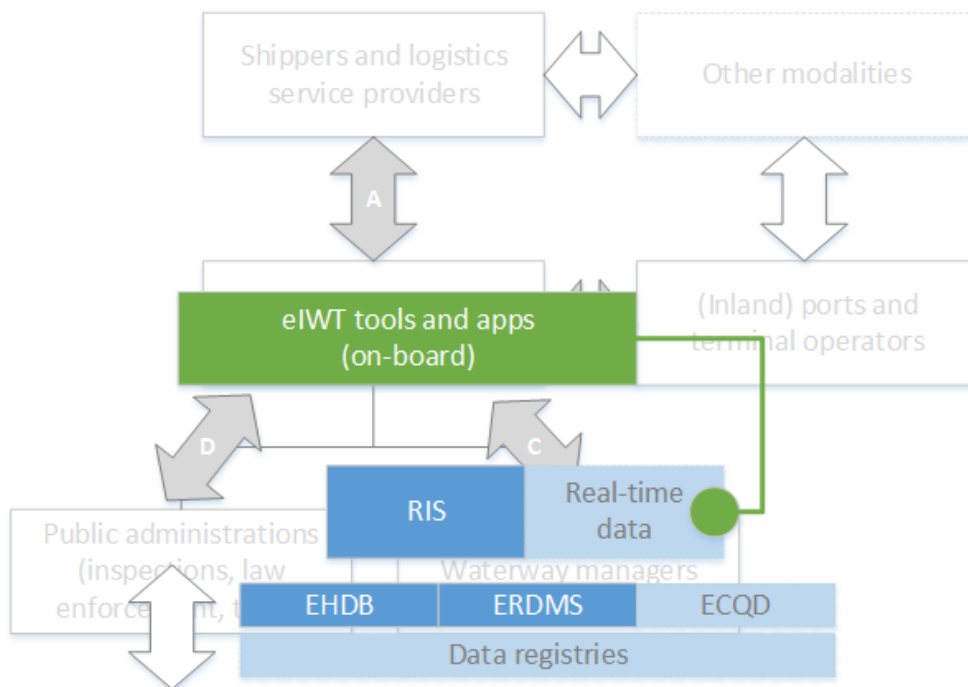 Shippers and logistics
service providers
Other modalities
A
eIWT tools and apps
(on-board)
(Inland) ports and
terminal operators
D
C
RIS
Real-time
data
Public administrations
(inspections, law
Waterway managers
EHDB
ERDMS
ECQD
Data registries